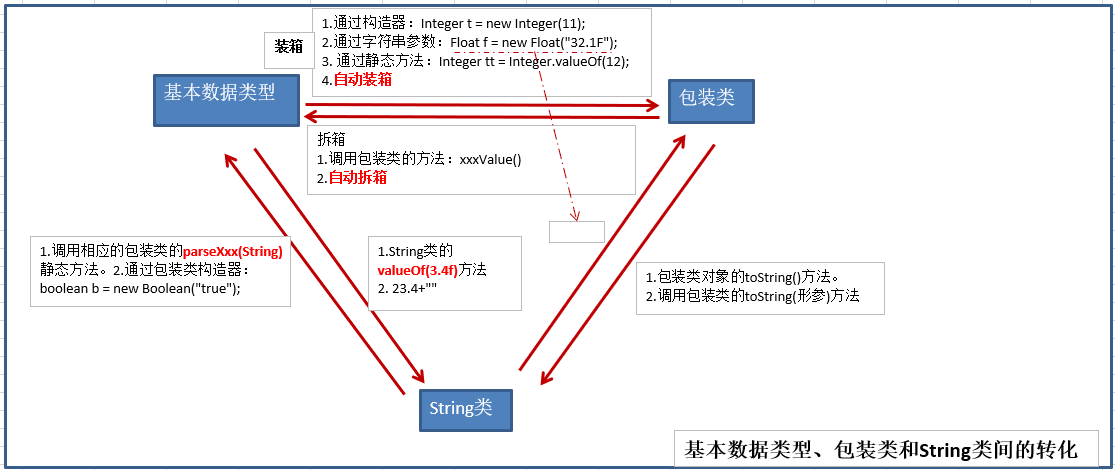 装箱
1.通过构造器：Integer t = new Integer(11);
2.通过字符串参数：Float f = new Float("32.1F");
3. 通过静态方法：Integer tt = Integer.valueOf(12);
4.自动装箱
基本数据类型
包装类
拆箱
1.调用包装类的方法：xxxValue()
2.自动拆箱
1.调用相应的包装类的parseXxx(String)
静态方法。2.通过包装类构造器：
boolean b = new Boolean("true");
1.String类的
valueOf(3.4f)方法
2. 23.4+""
1.包装类对象的toString()方法。
2.调用包装类的toString(形参)方法
String类
基本数据类型、包装类和String类间的转化